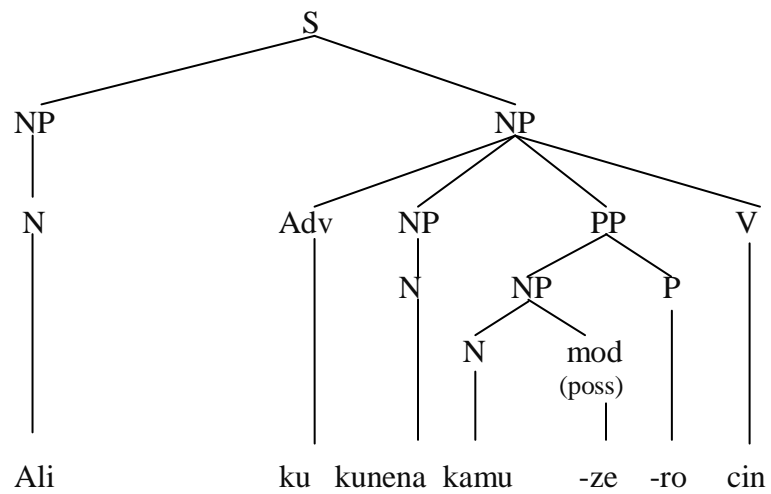 S
NP NP
N Adv NP PP V
N NP P
N mod
(poss)
Ali ku kunena kamu -ze -ro cin